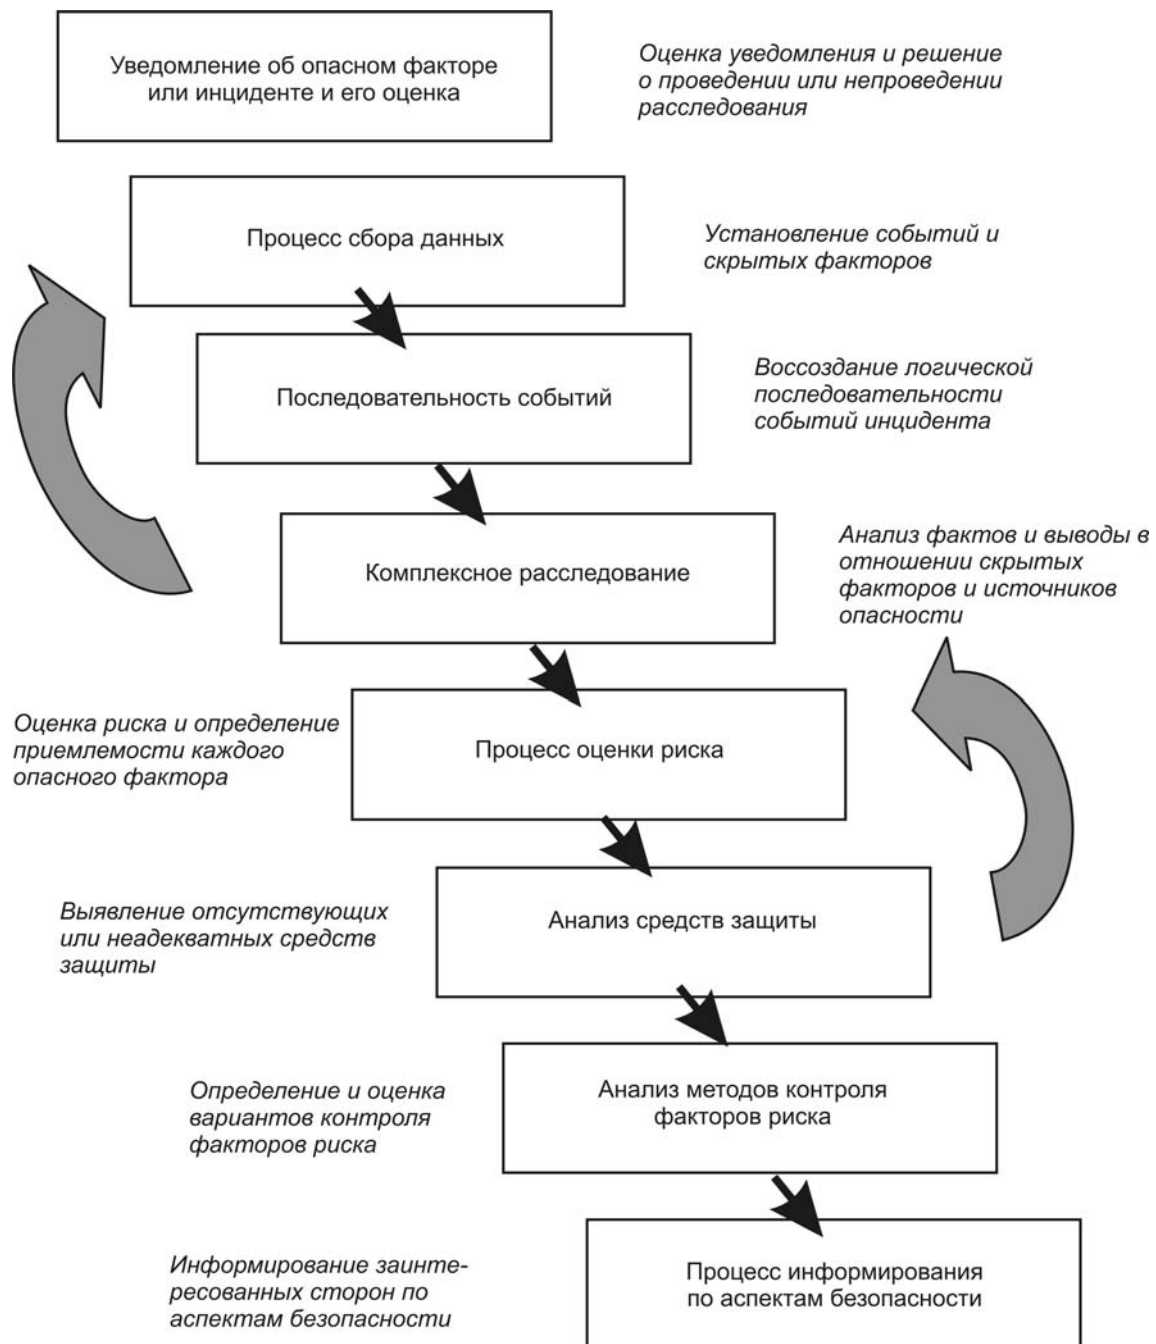 Уведомление об опасном факторе
или инциденте и его оценка
Оценка уведомления и решение
о проведении или непроведении
расследования
Процесс сбора данных
Установление событий и
скрытых факторов
Последовательность событий
Воссоздание логической
последовательности
событий инцидента
Комплексное расследование
Анализ фактов и выводы в
отношении скрытых
факторов и источников
опасности
Оценка риска и определение
приемлемости каждого
опасного фактора
Процесс оценки риска
Выявление отсутствующих
или неадекватных средств
защиты
Анализ средств защиты
Определение и оценка
вариантов контроля
факторов риска
Анализ методов контроля
факторов риска
Информирование заинте-
ресованных сторон по
аспектам безопасности
Процесс информирования
по аспектам безопасности